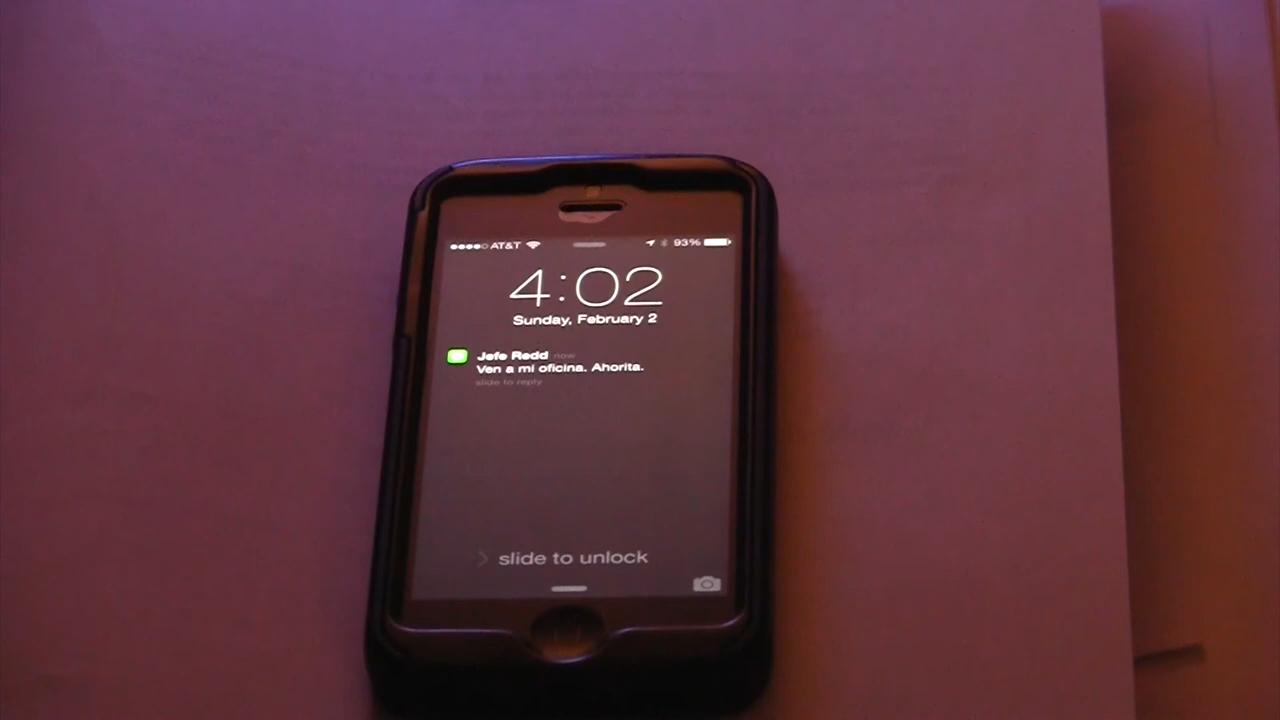 AT&T 93%
4:02
Sunday, February 2
Jefe Redd now
Ven a mi oficina. Ahorita.
slide to reply
> slide to unlock